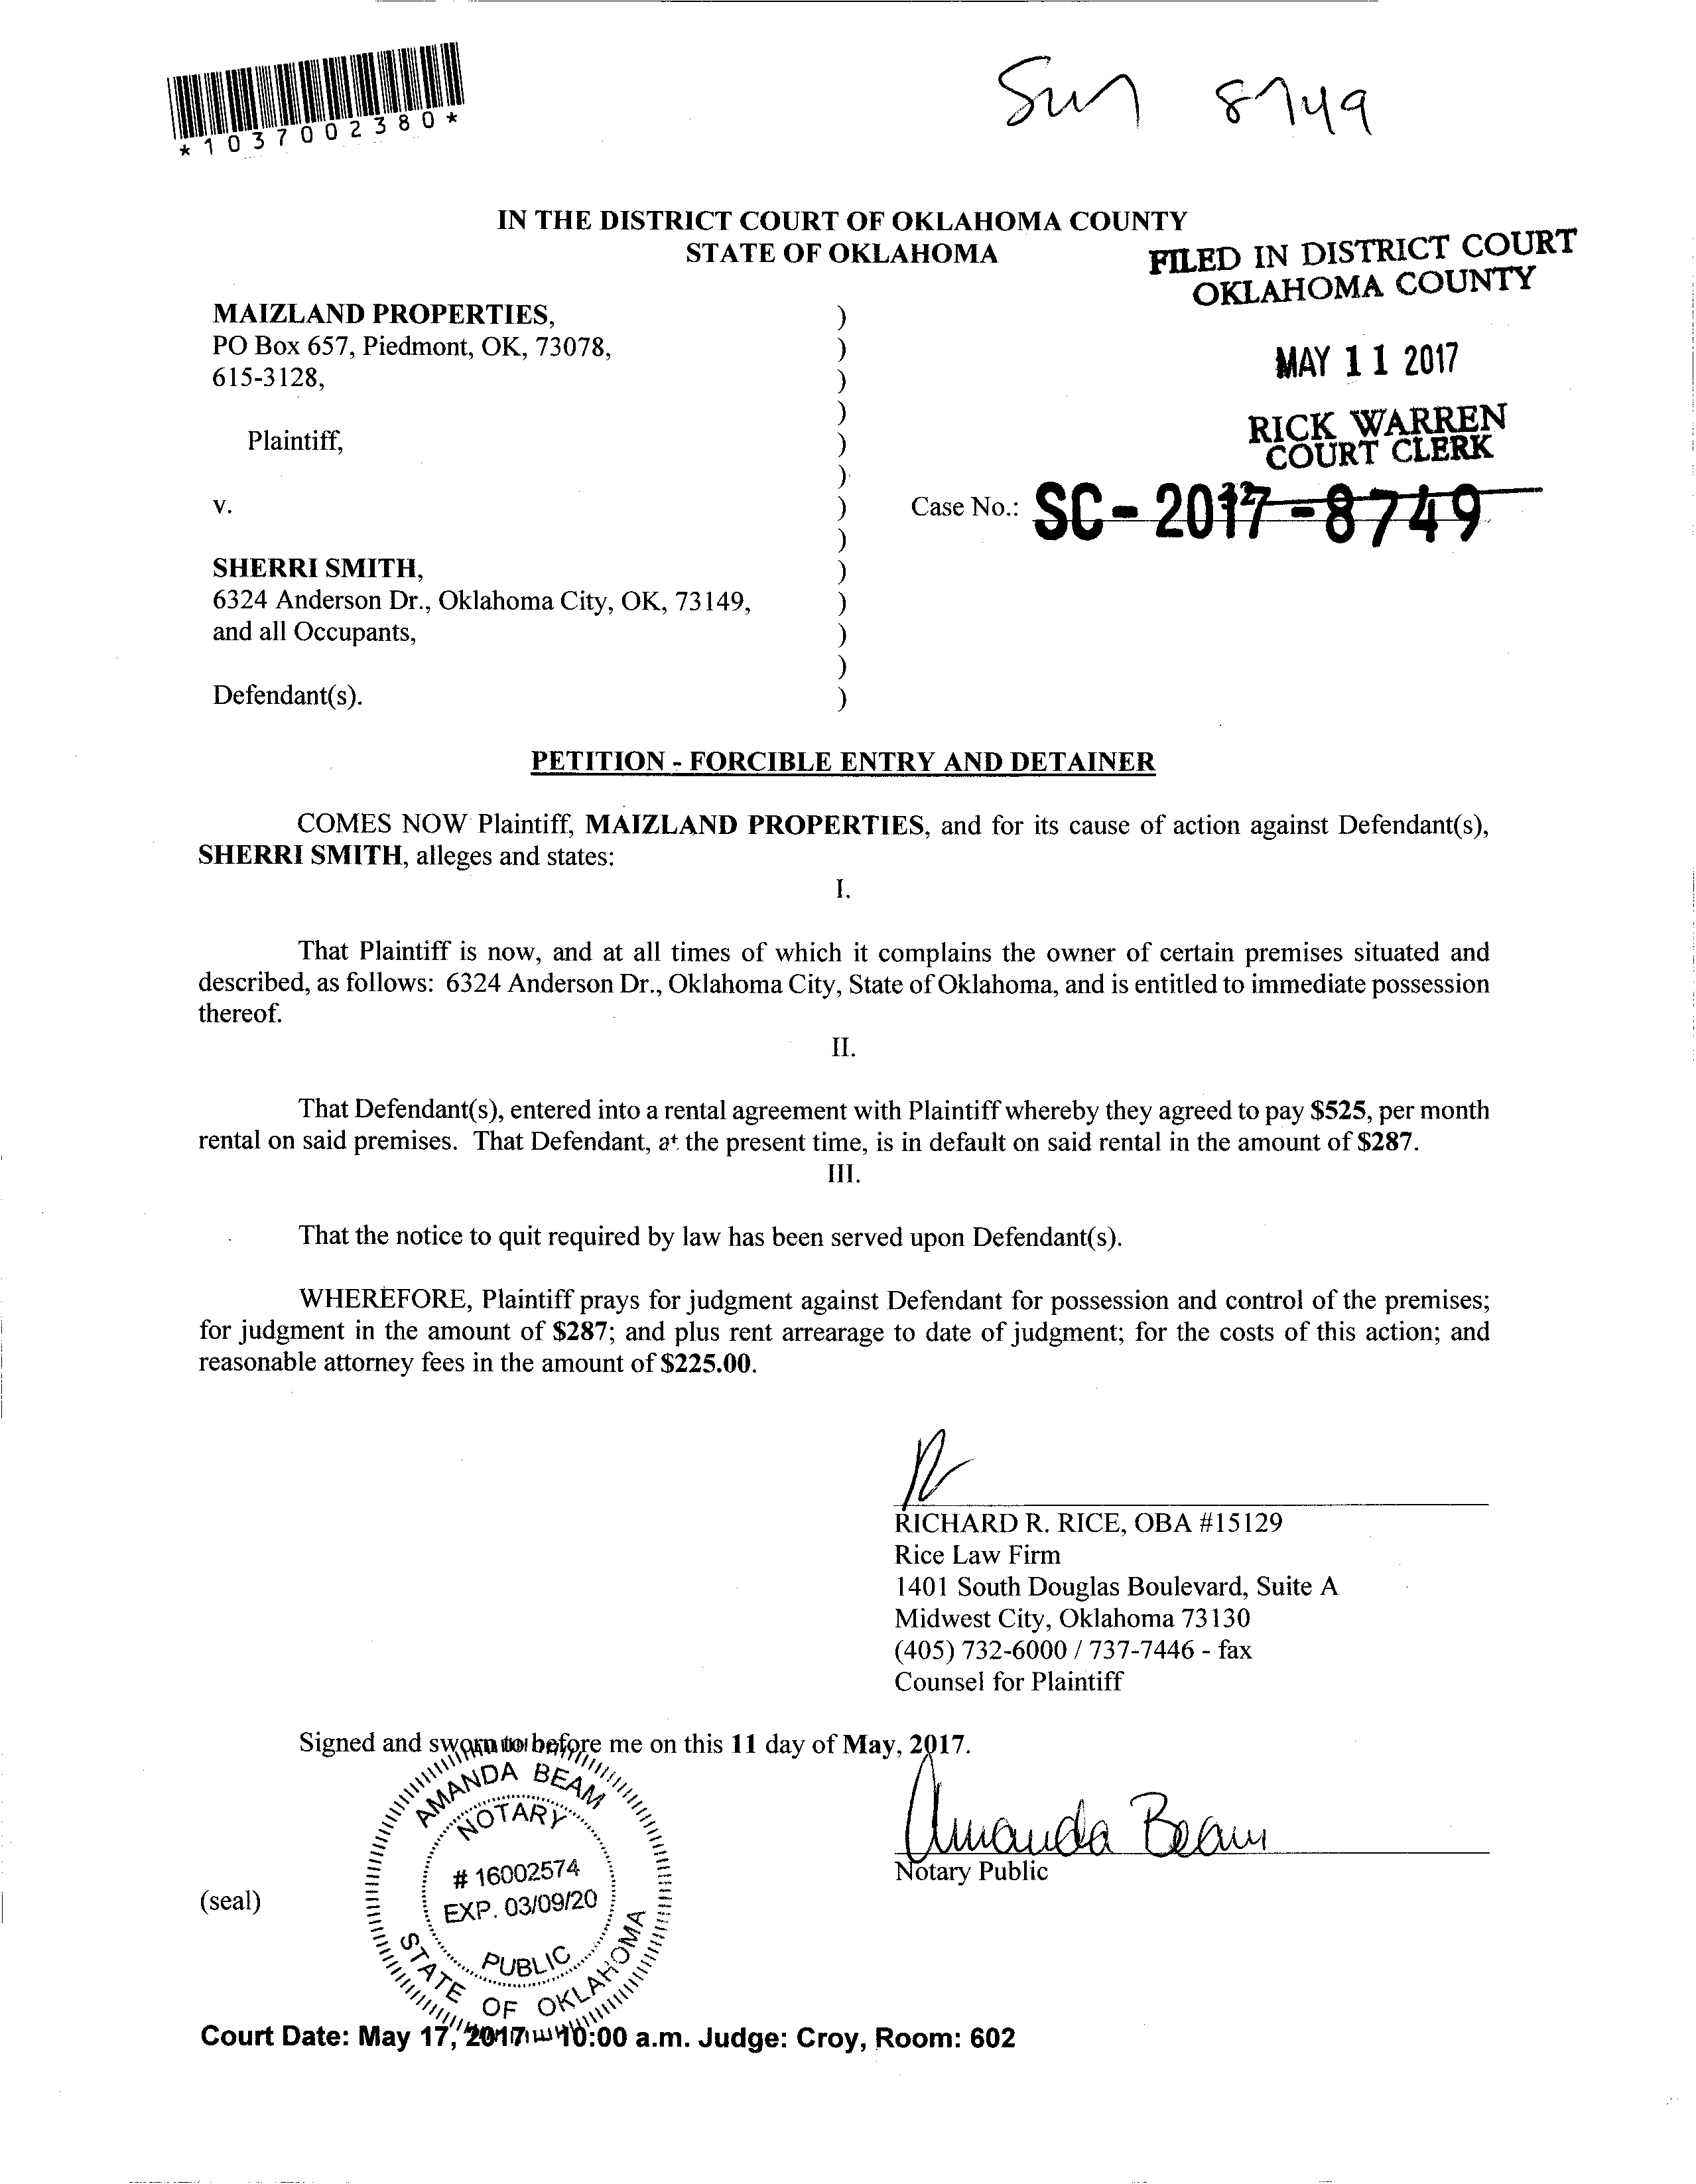 *1037002380*
Sm 8749
IN THE DISTRICT COURT OF OKLAHOMA COUNTY
STATE OF OKLAHOMA
FILED IN DISTRICT COURT
OKLAHOMA COUNTY
MAY 11 2017
RICK WARREN
COURT CLERK
MAIZLAND PROPERTIES, )
PO Box 657, Piedmont, OK, 73078, )
615-3128, )
)
Plaintiff, )
)
v. ) Case No.: SC-2017-8749
)
SHERRI SMITH, )
6324 Anderson Dr., Oklahoma City, OK, 73149, )
and all Occupants, )
)
Defendant(s). )
PETITION - FORCIBLE ENTRY AND DETAINER
COMES NOW Plaintiff, MAIZLAND PROPERTIES, and for its cause of action against Defendant(s),
SHERRI SMITH, alleges and states:
I.
That Plaintiff is now, and at all times of which it complains the owner of certain premises situated and
described, as follows: 6324 Anderson Dr., Oklahoma City, State of Oklahoma, and is entitled to immediate possession
thereof.
II.
That Defendant(s), entered into a rental agreement with Plaintiff whereby they agreed to pay $525, per month
rental on said premises. That Defendant, at the present time, is in default on said rental in the amount of $287.
III.
That the notice to quit required by law has been served upon Defendant(s).
WHEREFORE, Plaintiff prays for judgment against Defendant for possession and control of the premises;
for judgment in the amount of $287; and plus rent arrearage to date of judgment; for the costs of this action; and
reasonable attorney fees in the amount of $225.00.
RICHARD R. RICE, OBA #15129
Rice Law Firm
1401 South Douglas Boulevard, Suite A
Midwest City, Oklahoma 73130
(405) 732-6000 / 737-7446 - fax
Counsel for Plaintiff
Signed and sworn to before me on this 11 day of May, 2017.
AMANDA BEAM
NOTARY
# 16002574
EXP. 03/09/20
PUBLIC
STATE OF OKLAHOMA
Amanda Beam
Notary Public
(seal)
Court Date: May 17, 2017 10:00 a.m. Judge: Croy, Room: 602